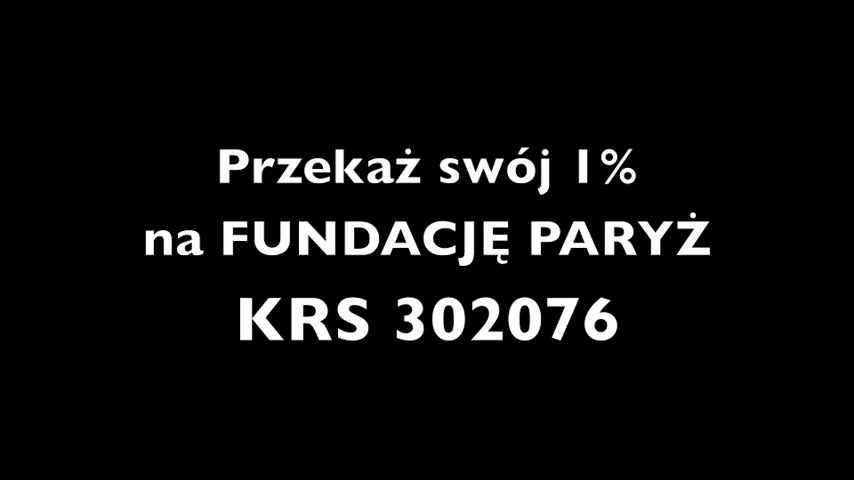 Przekaż swój 1%
na FUNDACJĘ PARYŻ
KRS 302076